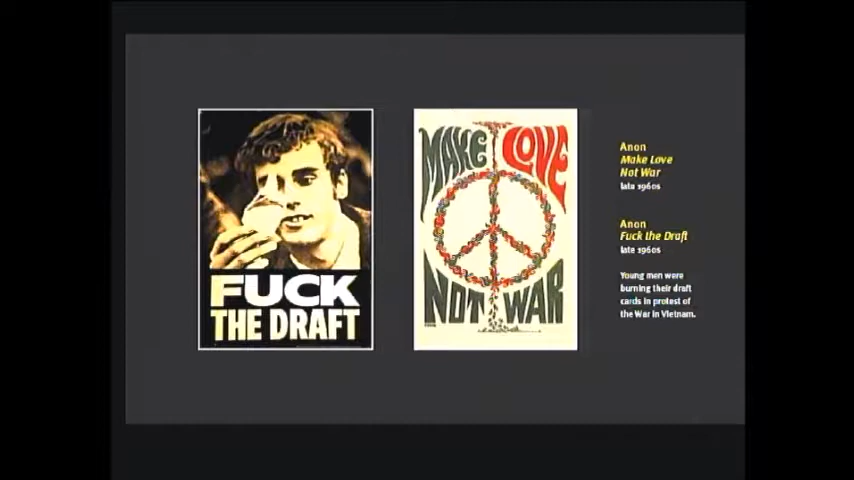 FUCK
THE DRAFT
MAKE LOVE
NOT WAR
Anon
Make Love
Not War
late 1960s
Anon
Fuck the Draft
late 1960s
Young men were
burning their draft
cards in protest of
the War in Vietnam.